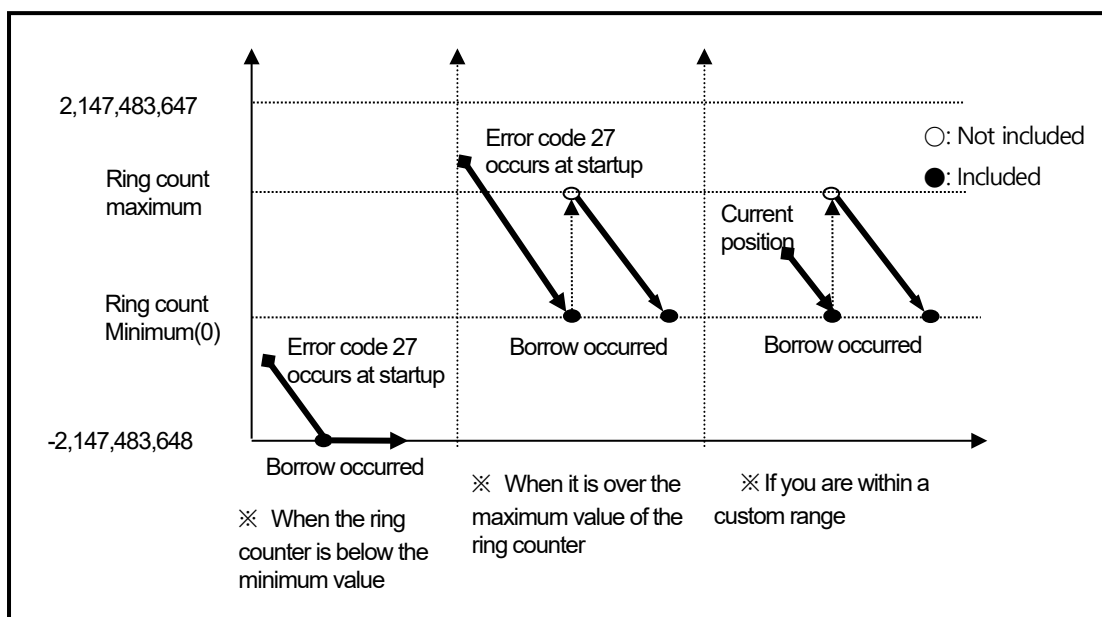 2,147,483,647
Ring count
maximum
Ring count
Minimum(0)
-2,147,483,648
Error code 27
occurs at startup
Borrow occurred
※ When the ring
counter is below the
minimum value
Error code 27
occurs at startup
Borrow occurred
※ When it is over the
maximum value of the
ring counter
Current
position
Borrow occurred
※ If you are within a
custom range
○: Not included
●: Included